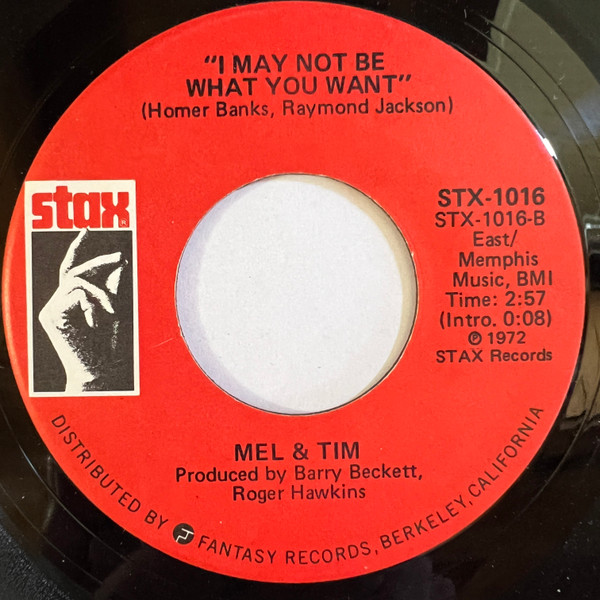 "I MAY NOT BE
WHAT YOU WANT"
(Homer Banks, Raymond Jackson)
stax
STX-1016
STX-1016-B
East/
Memphis
Music, BMI
Time: 2:57
(Intro. 0:08)
℗ 1972
STAX Records
MEL & TIM
Produced by Barry Beckett,
Roger Hawkins
DISTRIBUTED BY FANTASY RECORDS, BERKELEY, CALIFORNIA